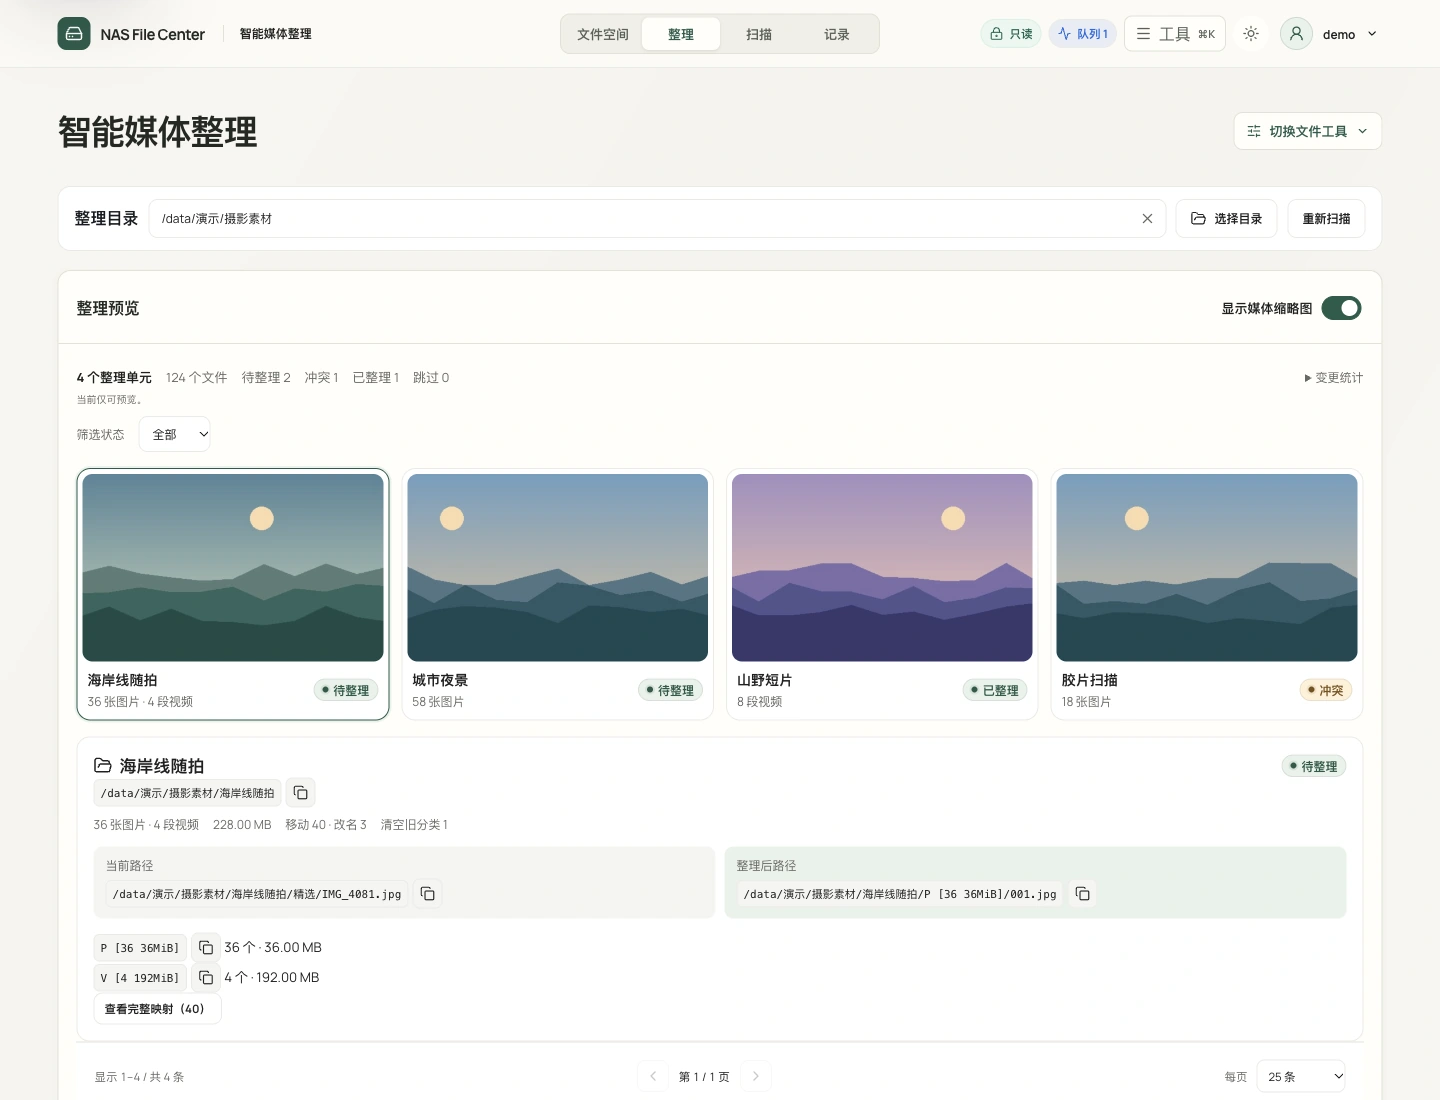 NAS File Center 智能媒体整理 文件空间 整理 扫描 记录 只读 队列 1 工具 ⌘K demo
智能媒体整理
切换文件工具
整理目录 /data/演示/摄影素材 选择目录 重新扫描
整理预览 显示媒体缩略图
4 个整理单元 124 个文件 待整理 2 冲突 1 已整理 1 跳过 0 变更统计
当前仅可预览。
筛选状态 全部
海岸线随拍
36 张图片 · 4 段视频
待整理
城市夜景
58 张图片
待整理
山野短片
8 段视频
已整理
胶片扫描
18 张图片
冲突
海岸线随拍 待整理
/data/演示/摄影素材/海岸线随拍
36 张图片 · 4 段视频 228.00 MB 移动 40 · 改名 3 清空旧分类 1
当前路径
/data/演示/摄影素材/海岸线随拍/精选/IMG_4081.jpg
整理后路径
/data/演示/摄影素材/海岸线随拍/P [36 36MiB]/001.jpg
P [36 36MiB] 36 个 · 36.00 MB
V [4 192MiB] 4 个 · 192.00 MB
查看完整映射（40）
显示 1–4 / 共 4 条 第 1 / 1 页 每页 25 条